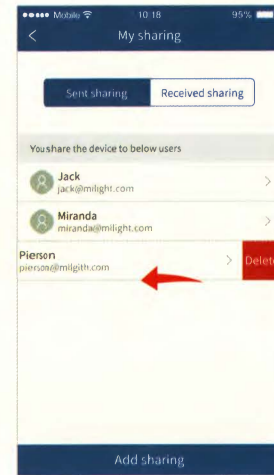 Mobile 10:18 95%
My sharing
Sent sharing Received sharing
You share the device to below users
Jack
jack@milight.com
Miranda
miranda@milight.com
Pierson
pierson@milgith.com
Delete
Add sharing